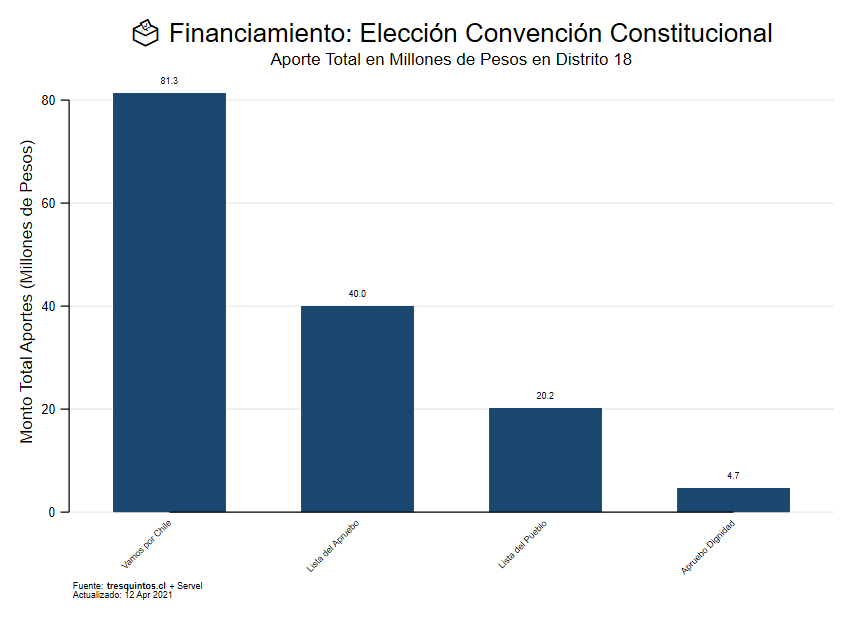 Financiamiento: Elección Convención Constitucional
Aporte Total en Millones de Pesos en Distrito 18
Monto Total Aportes (Millones de Pesos)
80
60
40
20
0
81.3
40.0
20.2
4.7
Vamos por Chile
Lista del Apruebo
Lista del Pueblo
Apruebo Dignidad
Fuente: tresquintos.cl + Servel
Actualizado: 12 Apr 2021